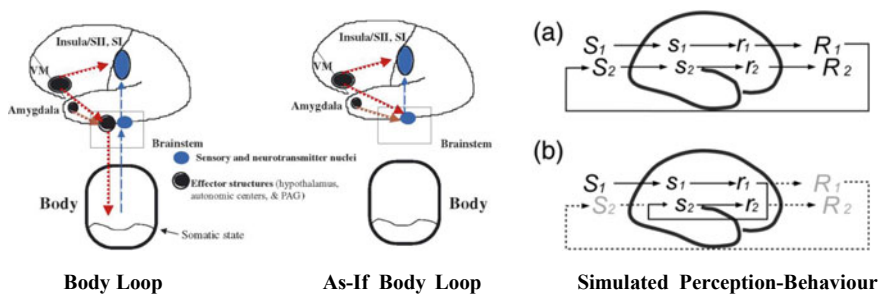 Insula/SII, SI
VM
Amygdala
Brainstem
Sensory and neurotransmitter nuclei
Effector structures (hypothalamus,
autonomic centers, & PAG)
Body
Somatic state
Body Loop
Insula/SII, SI
VM
Amygdala
Brainstem
Body
As-If Body Loop
(a)
S1 s1 r1 R1
S2 s2 r2 R2
(b)
S1 s1 r1 R1
S2 s2 r2 R2
Simulated Perception-Behaviour